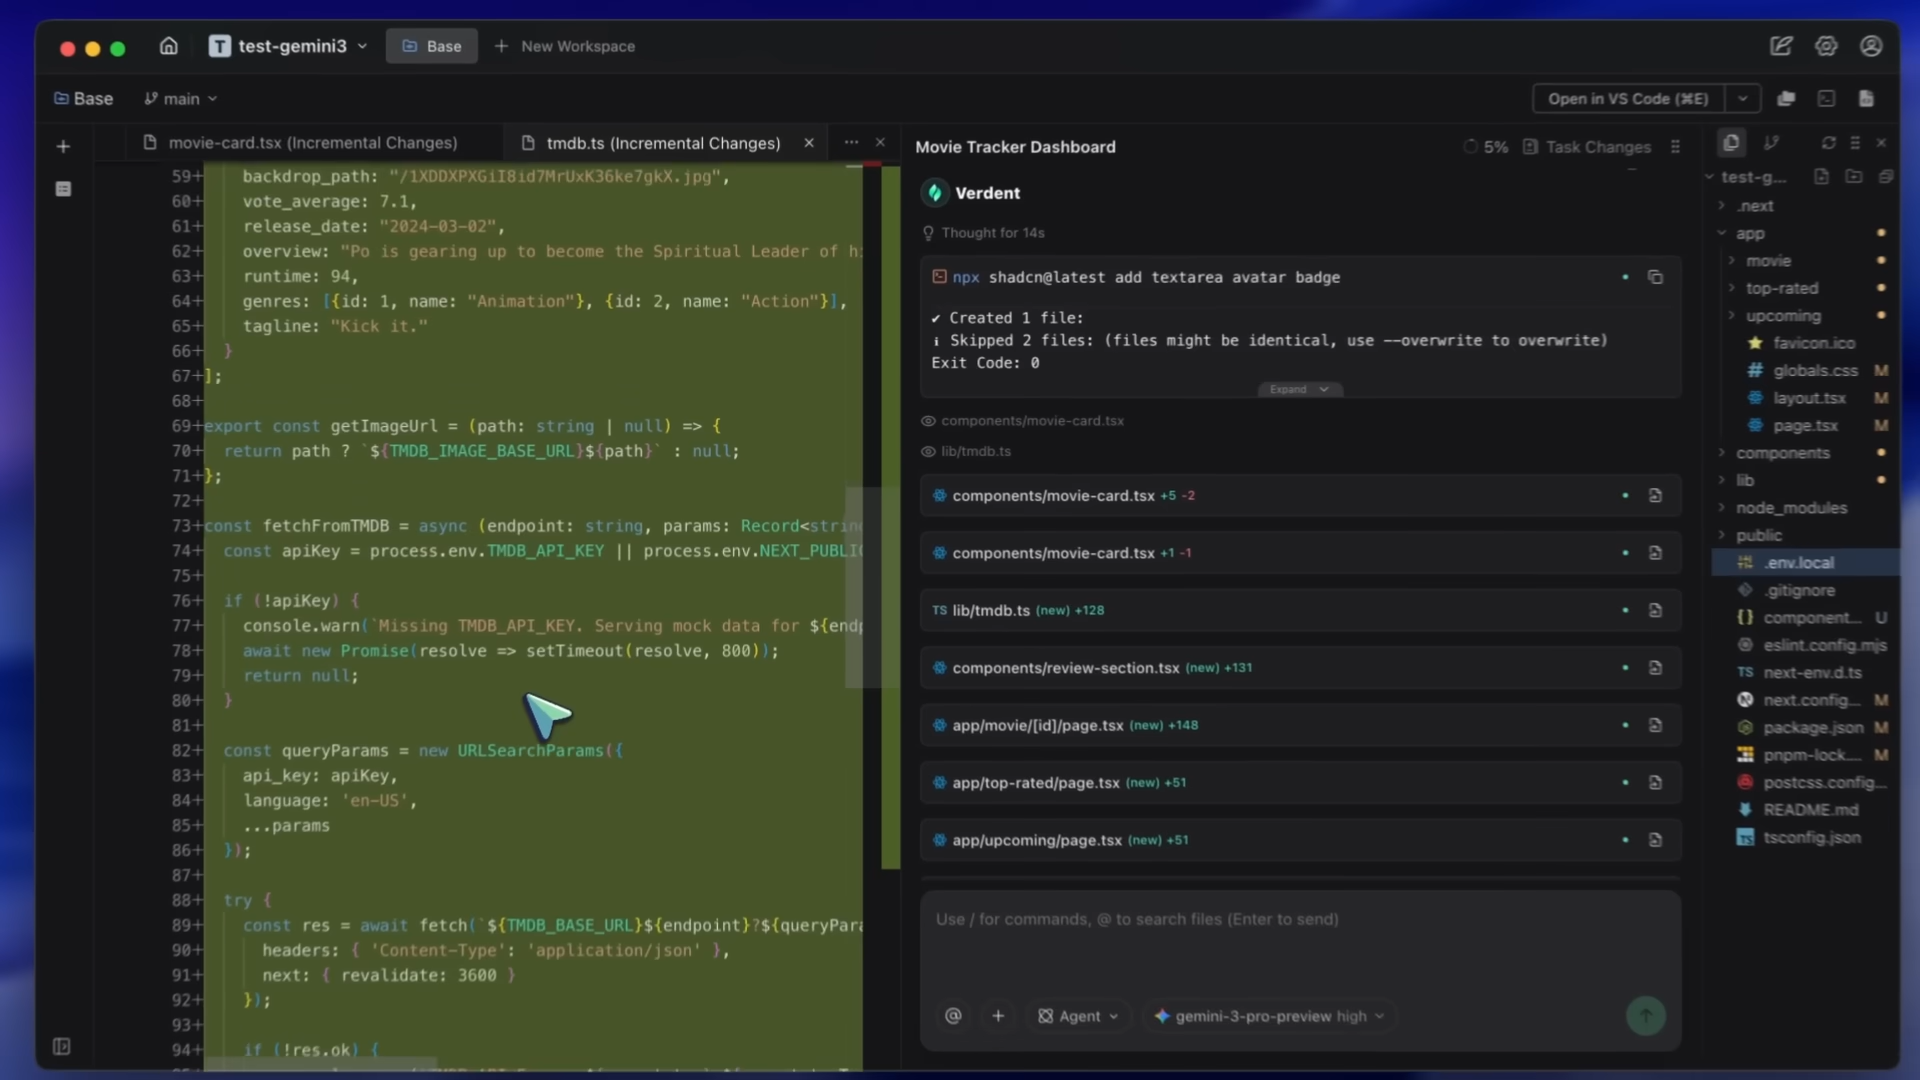 test-gemini3
Base
New Workspace
Base
main
Open in VS Code (⌘E)
movie-card.tsx (Incremental Changes)
tmdb.ts (Incremental Changes)
59+ backdrop_path: "/1XDDXPXGiI8id7MrUxK36ke7gkX.jpg",
60+ vote_average: 7.1,
61+ release_date: "2024-03-02",
62+ overview: "Po is gearing up to become the Spiritual Leader of hi
63+ runtime: 94,
64+ genres: [{id: 1, name: "Animation"}, {id: 2, name: "Action"}],
65+ tagline: "Kick it."
66+ }
67+ ];
68+
69+ export const getImageUrl = (path: string | null) => {
70+ return path ? `${TMDB_IMAGE_BASE_URL}${path}` : null;
71+ };
72+
73+ const fetchFromTMDB = async (endpoint: string, params: Record<strin
74+ const apiKey = process.env.TMDB_API_KEY || process.env.NEXT_PUBLIC
75+
76+ if (!apiKey) {
77+ console.warn(`Missing TMDB_API_KEY. Serving mock data for ${endp
78+ await new Promise(resolve => setTimeout(resolve, 800));
79+ return null;
80+ }
81+
82+ const queryParams = new URLSearchParams({
83+ api_key: apiKey,
84+ language: 'en-US',
85+ ...params
86+ });
87+
88+ try {
89+ const res = await fetch(`${TMDB_BASE_URL}${endpoint}?${queryPara
90+ headers: { 'Content-Type': 'application/json' },
91+ next: { revalidate: 3600 }
92+ });
93+
94+ if (!res.ok) {
Movie Tracker Dashboard
5%
Task Changes
Verdent
Thought for 14s
npx shadcn@latest add textarea avatar badge
✔ Created 1 file:
ℹ Skipped 2 files: (files might be identical, use --overwrite to overwrite)
Exit Code: 0
Expand
components/movie-card.tsx
lib/tmdb.ts
components/movie-card.tsx +5 -2
components/movie-card.tsx +1 -1
TS lib/tmdb.ts (new) +128
components/review-section.tsx (new) +131
app/movie/[id]/page.tsx (new) +148
app/top-rated/page.tsx (new) +51
app/upcoming/page.tsx (new) +51
Use / for commands, @ to search files (Enter to send)
Agent
gemini-3-pro-preview high
test-g...
.next
app
movie
top-rated
upcoming
favicon.ico
globals.css M
layout.tsx M
page.tsx M
components
lib
node_modules
public
.env.local
.gitignore
component... U
eslint.config.mjs
TS next-env.d.ts
next.config... M
package.json M
pnpm-lock.... M
postcss.config...
README.md
tsconfig.json